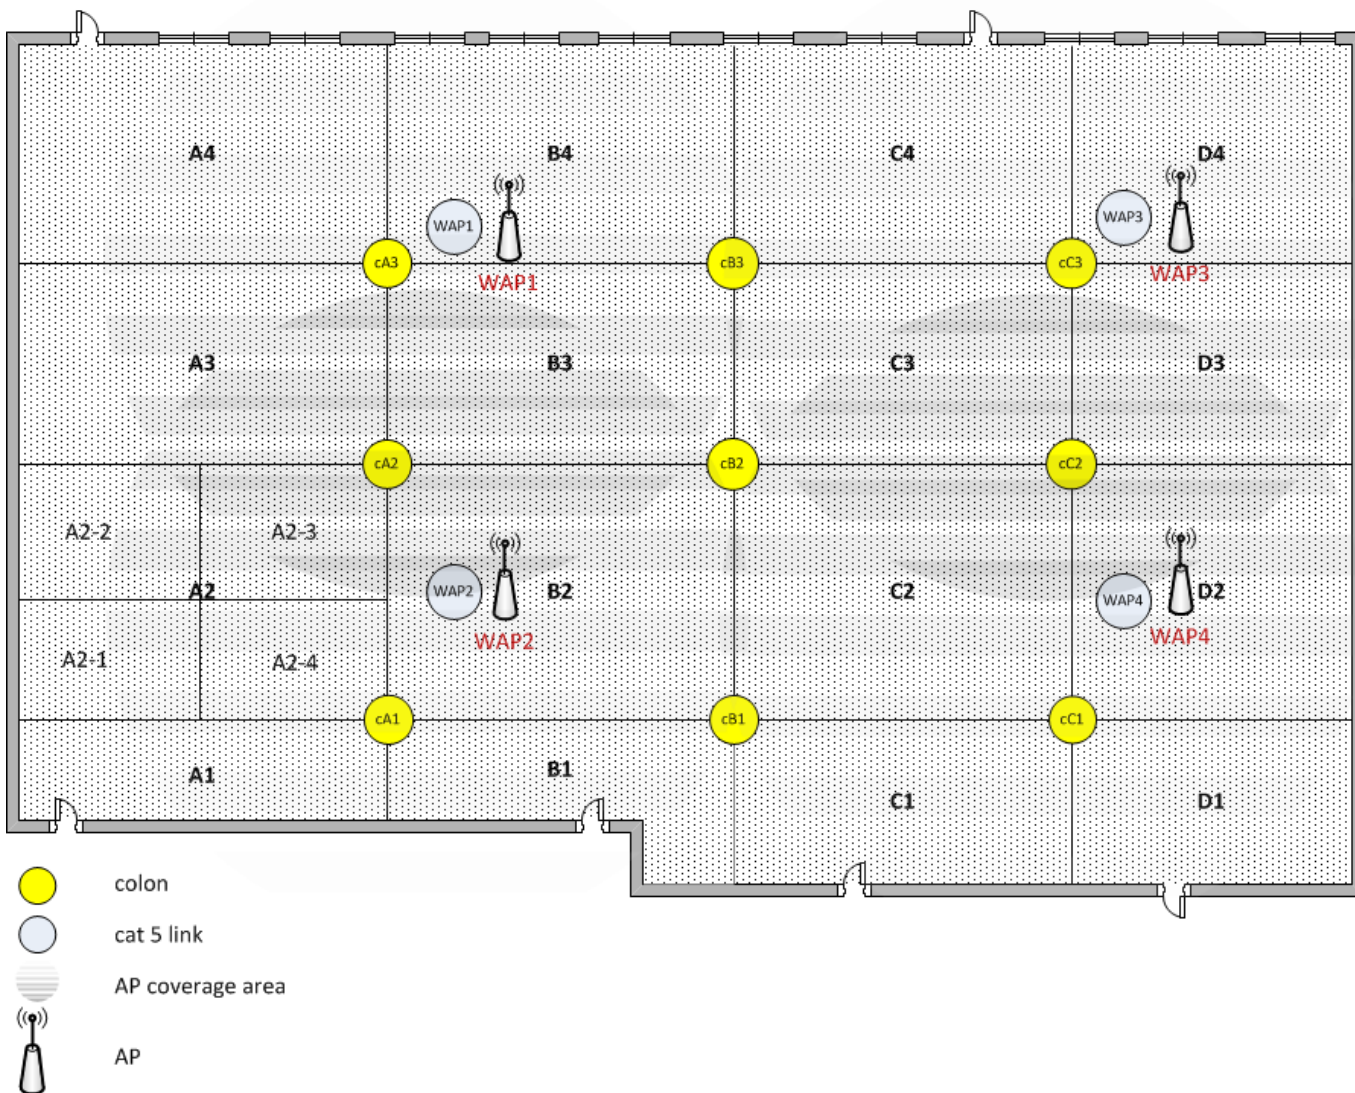 A4
B4
C4
D4
WAP1
WAP3
cA3
WAP1
cB3
cC3
WAP3
A3
B3
C3
D3
cA2
cB2
cC2
A2-2
A2-3
A2
WAP2
B2
C2
WAP4
D2
WAP2
WAP4
A2-1
A2-4
cA1
cB1
cC1
A1
B1
C1
D1
colon
cat 5 link
AP coverage area
AP